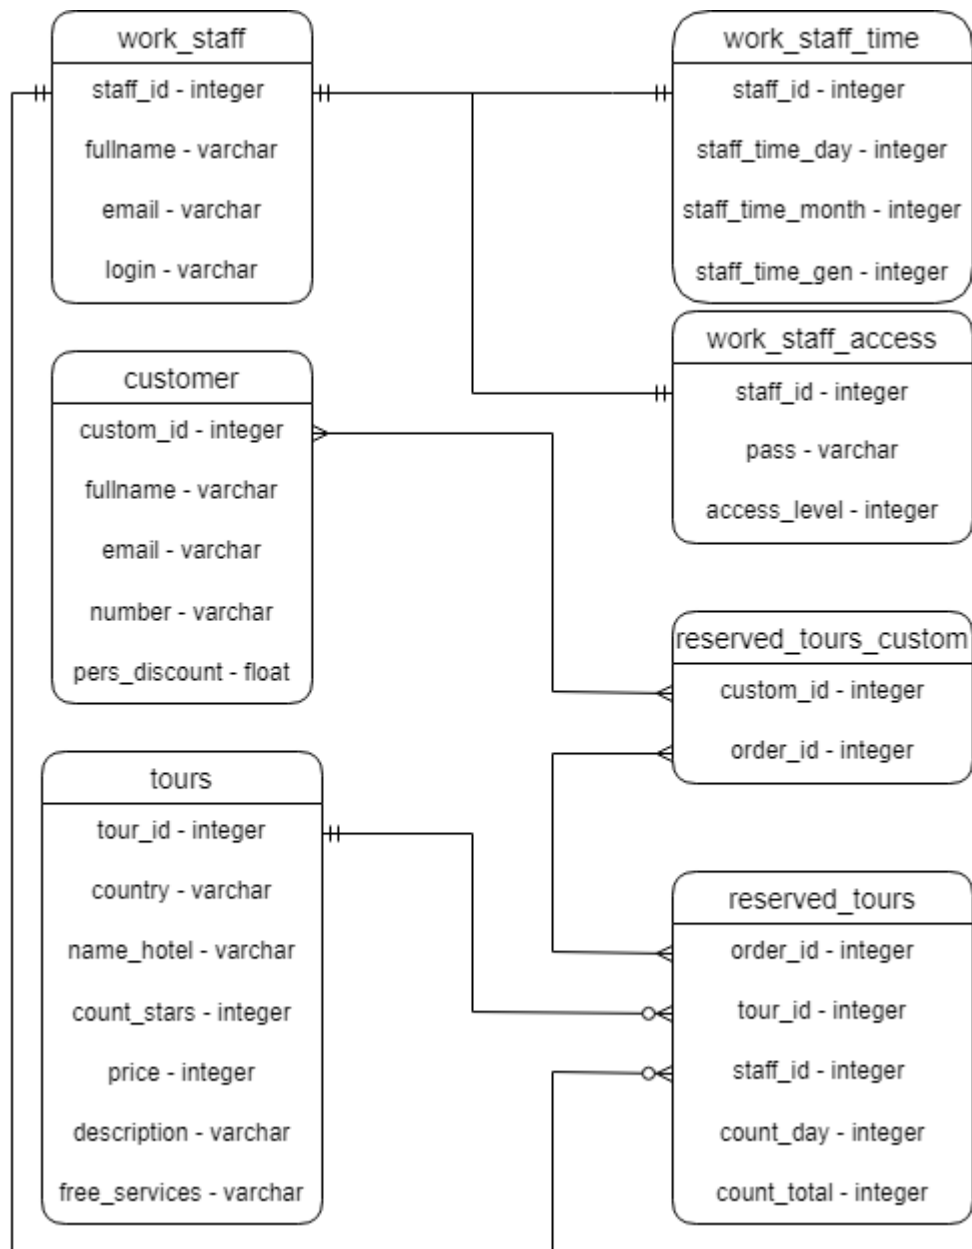 work_staff
staff_id - integer
fullname - varchar
email - varchar
login - varchar
work_staff_time
staff_id - integer
staff_time_day - integer
staff_time_month - integer
staff_time_gen - integer
work_staff_access
staff_id - integer
pass - varchar
access_level - integer
customer
custom_id - integer
fullname - varchar
email - varchar
number - varchar
pers_discount - float
reserved_tours_custom
custom_id - integer
order_id - integer
tours
tour_id - integer
country - varchar
name_hotel - varchar
count_stars - integer
price - integer
description - varchar
free_services - varchar
reserved_tours
order_id - integer
tour_id - integer
staff_id - integer
count_day - integer
count_total - integer